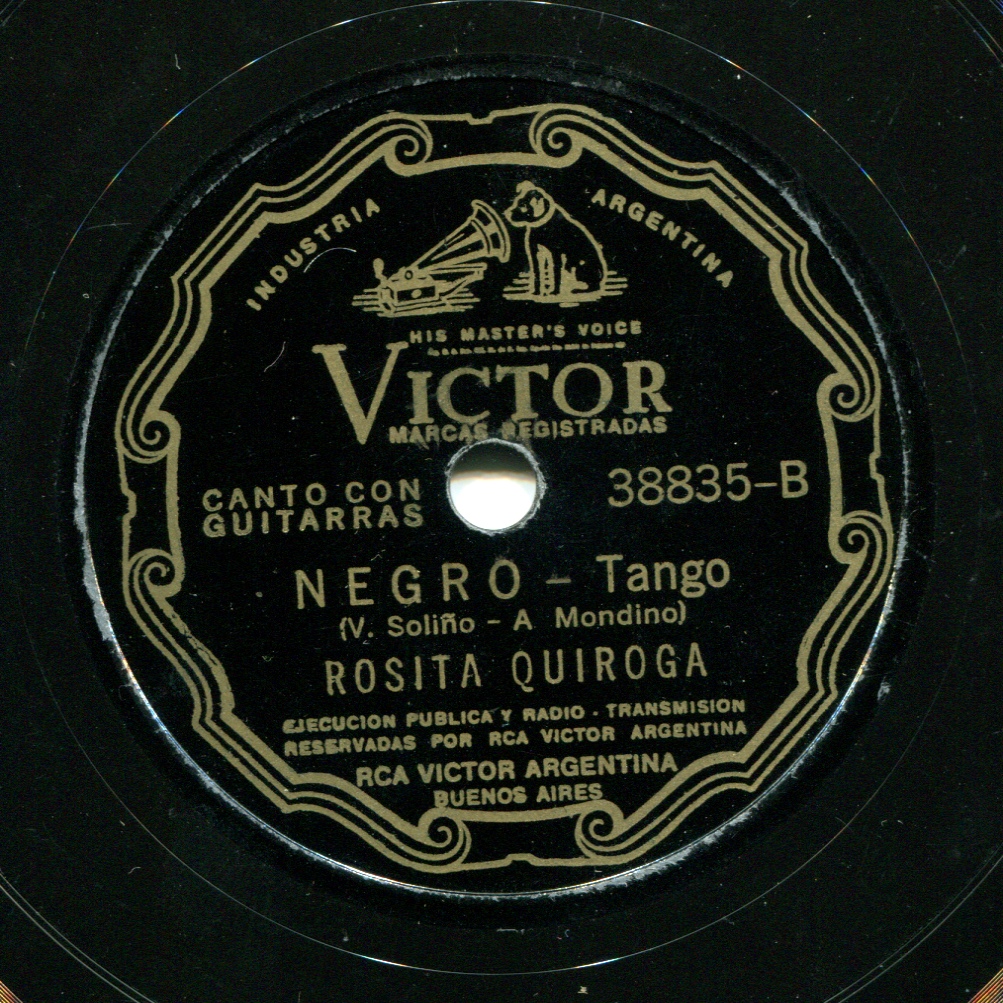 INDUSTRIA ARGENTINA
HIS MASTER'S VOICE
VICTOR
MARCAS REGISTRADAS
CANTO CON
GUITARRAS
38835-B
NEGRO - Tango
(V. Soliño - A Mondino)
ROSITA QUIROGA
EJECUCION PUBLICA Y RADIO - TRANSMISION
RESERVADAS POR RCA VICTOR ARGENTINA
RCA VICTOR ARGENTINA
BUENOS AIRES